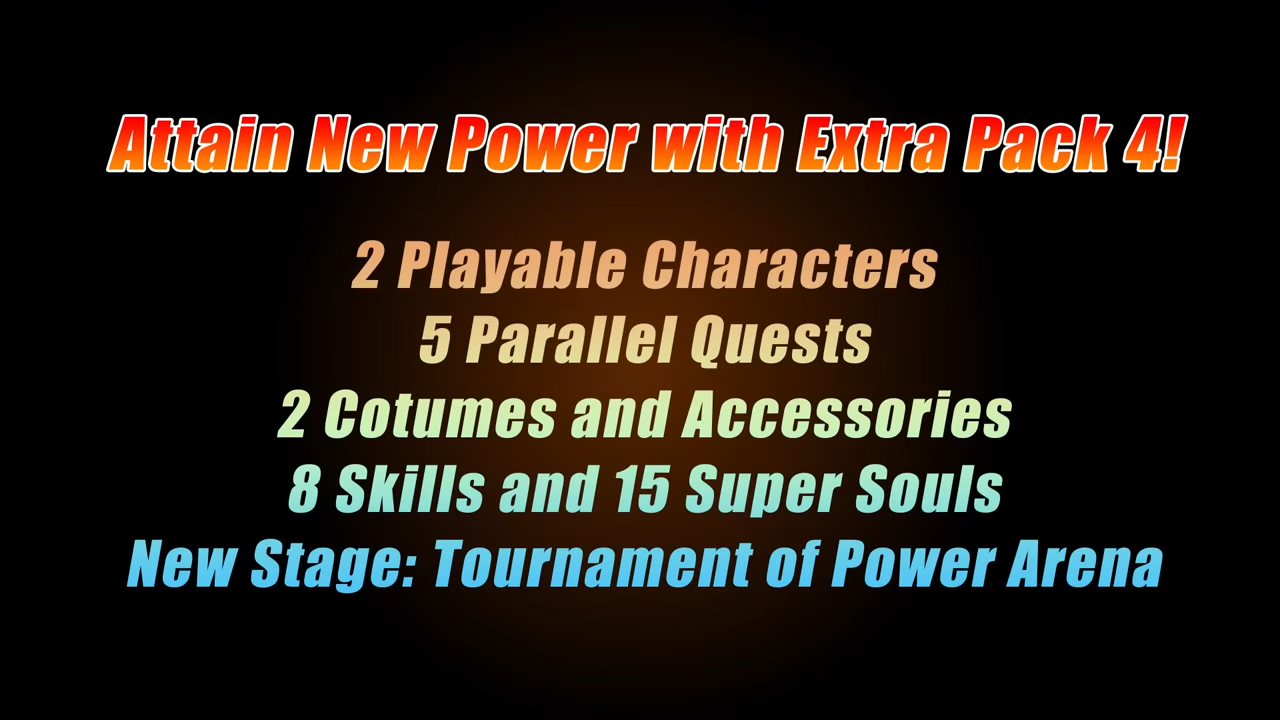 Attain New Power with Extra Pack 4!
2 Playable Characters
5 Parallel Quests
2 Cotumes and Accessories
8 Skills and 15 Super Souls
New Stage: Tournament of Power Arena